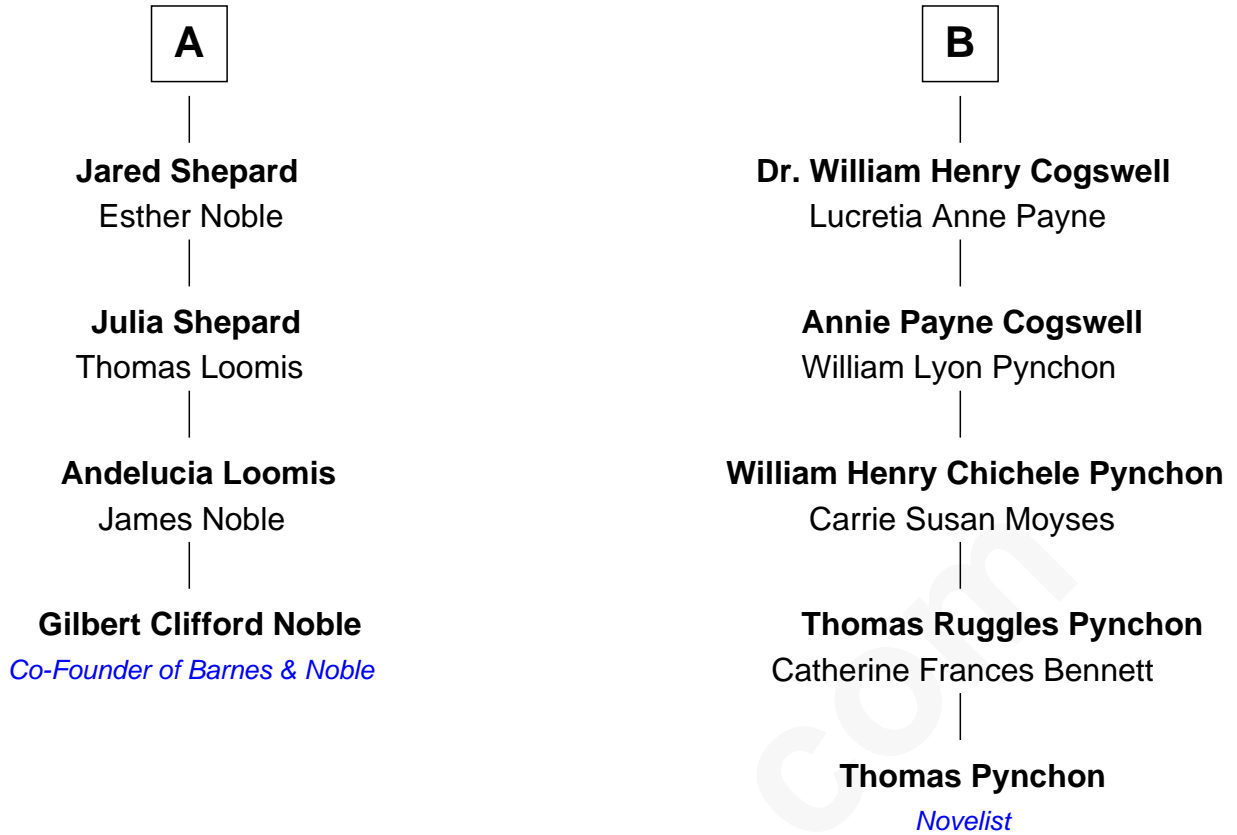 A
Jared Shepard
Esther Noble
Julia Shepard
Thomas Loomis
Andelucia Loomis
James Noble
Gilbert Clifford Noble
Co-Founder of Barnes & Noble
B
Dr. William Henry Cogswell
Lucretia Anne Payne
Annie Payne Cogswell
William Lyon Pynchon
William Henry Chichele Pynchon
Carrie Susan Moyses
Thomas Ruggles Pynchon
Catherine Frances Bennett
Thomas Pynchon
Novelist
com